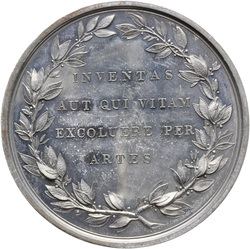 INVENTAS
AUT QUI VITAM
EXCOLUERE PER
ARTES